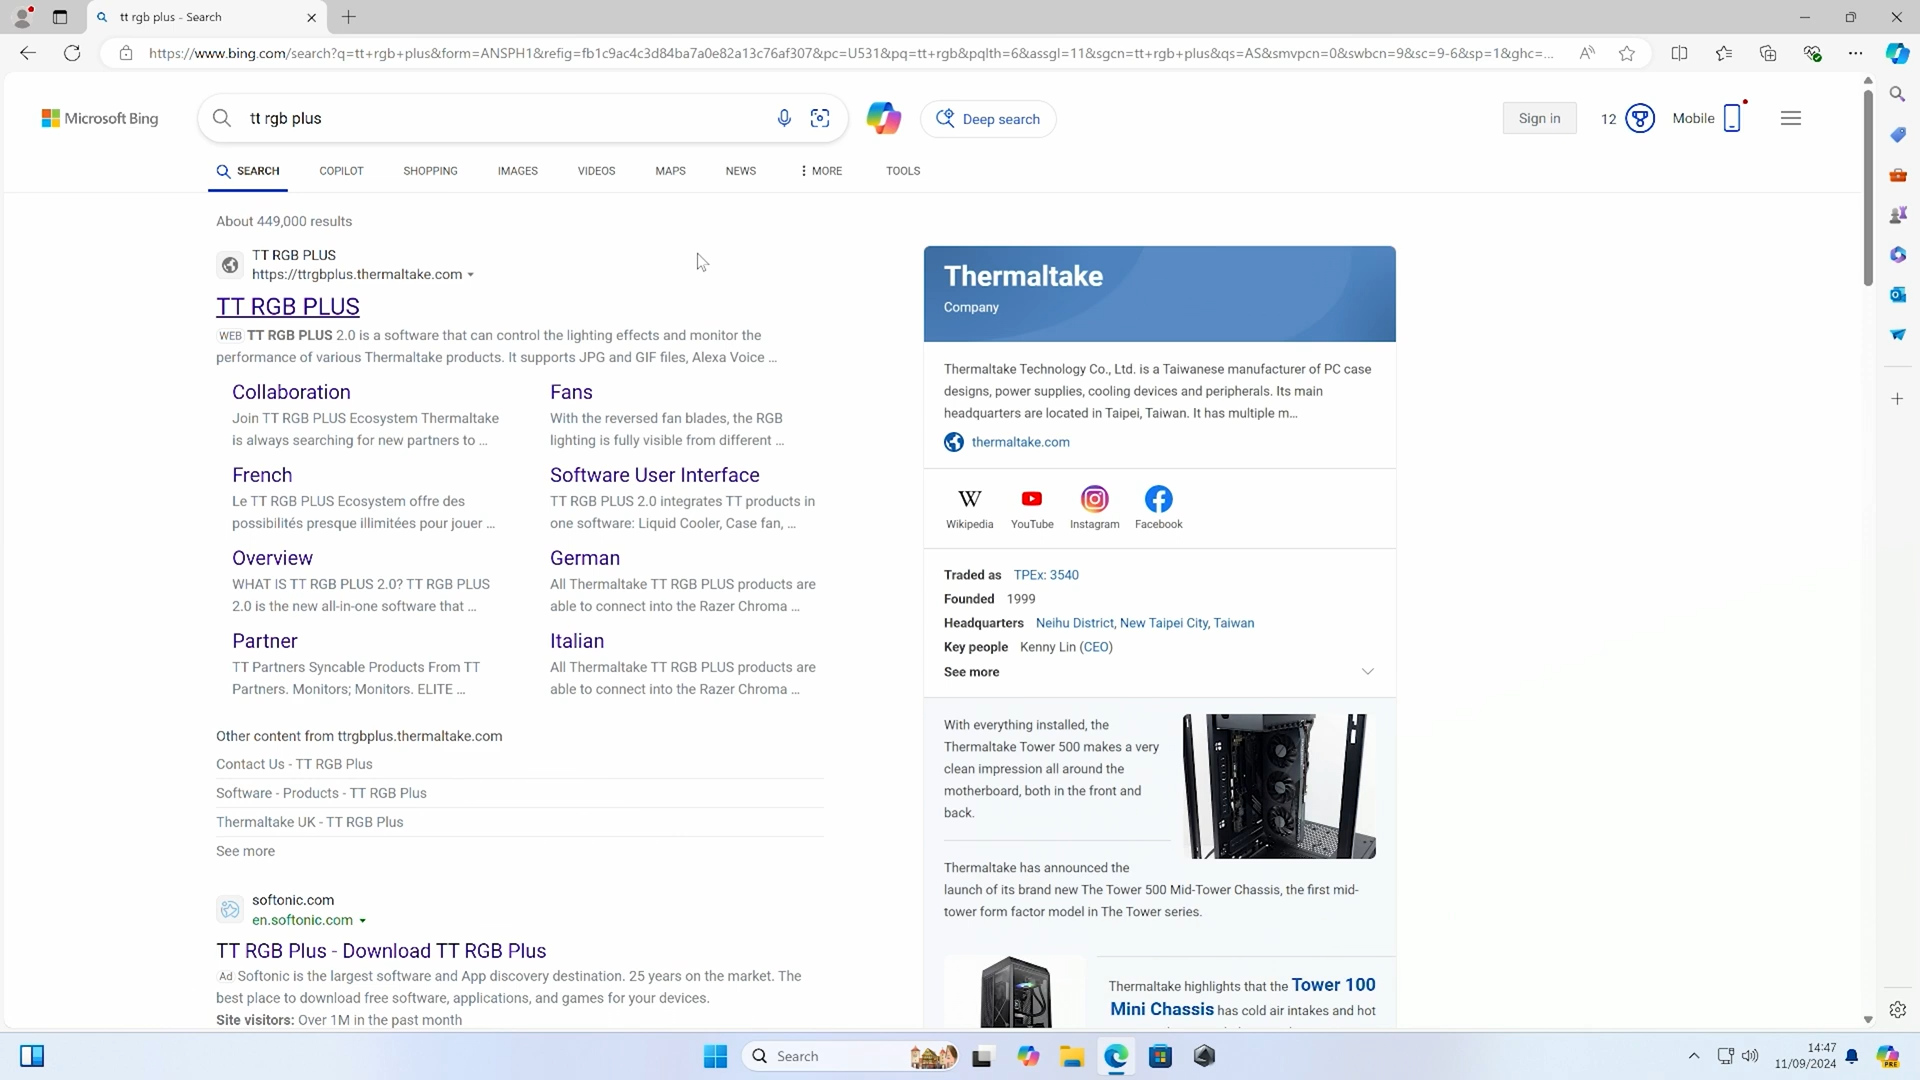 tt rgb plus - Search
https://www.bing.com/search?q=tt+rgb+plus&form=ANSPH1&refig=fb1c9ac4c3d84ba7a0e82a13c76af307&pc=U531&pq=tt+rgb&pqlth=6&assgl=11&sgcn=tt+rgb+plus&qs=AS&smvpcn=0&swbcn=9&sc=9-6&sp=1&ghc=...
Microsoft Bing
tt rgb plus
Deep search
Sign in
12
Mobile
SEARCH
COPILOT
SHOPPING
IMAGES
VIDEOS
MAPS
NEWS
MORE
TOOLS
About 449,000 results
TT RGB PLUS
https://ttrgbplus.thermaltake.com
TT RGB PLUS
WEB TT RGB PLUS 2.0 is a software that can control the lighting effects and monitor the
performance of various Thermaltake products. It supports JPG and GIF files, Alexa Voice ...
Collaboration
Join TT RGB PLUS Ecosystem Thermaltake
is always searching for new partners to ...
Fans
With the reversed fan blades, the RGB
lighting is fully visible from different ...
French
Le TT RGB PLUS Ecosystem offre des
possibilités presque illimitées pour jouer ...
Software User Interface
TT RGB PLUS 2.0 integrates TT products in
one software: Liquid Cooler, Case fan, ...
Overview
WHAT IS TT RGB PLUS 2.0? TT RGB PLUS
2.0 is the new all-in-one software that ...
German
All Thermaltake TT RGB PLUS products are
able to connect into the Razer Chroma ...
Partner
TT Partners Syncable Products From TT
Partners. Monitors; Monitors. ELITE ...
Italian
All Thermaltake TT RGB PLUS products are
able to connect into the Razer Chroma ...
Other content from ttrgbplus.thermaltake.com
Contact Us - TT RGB Plus
Software - Products - TT RGB Plus
Thermaltake UK - TT RGB Plus
See more
softonic.com
en.softonic.com
TT RGB Plus - Download TT RGB Plus
Ad Softonic is the largest software and App discovery destination. 25 years on the market. The
best place to download free software, applications, and games for your devices.
Site visitors: Over 1M in the past month
Thermaltake
Company
Thermaltake Technology Co., Ltd. is a Taiwanese manufacturer of PC case
designs, power supplies, cooling devices and peripherals. Its main
headquarters are located in Taipei, Taiwan. It has multiple m...
thermaltake.com
W
Wikipedia
YouTube
Instagram
Facebook
Traded as TPEx: 3540
Founded 1999
Headquarters Neihu District, New Taipei City, Taiwan
Key people Kenny Lin (CEO)
See more
With everything installed, the
Thermaltake Tower 500 makes a very
clean impression all around the
motherboard, both in the front and
back.
Thermaltake has announced the
launch of its brand new The Tower 500 Mid-Tower Chassis, the first mid-
tower form factor model in The Tower series.
Thermaltake highlights that the Tower 100
Mini Chassis has cold air intakes and hot
Search
14:47
11/09/2024
PRE